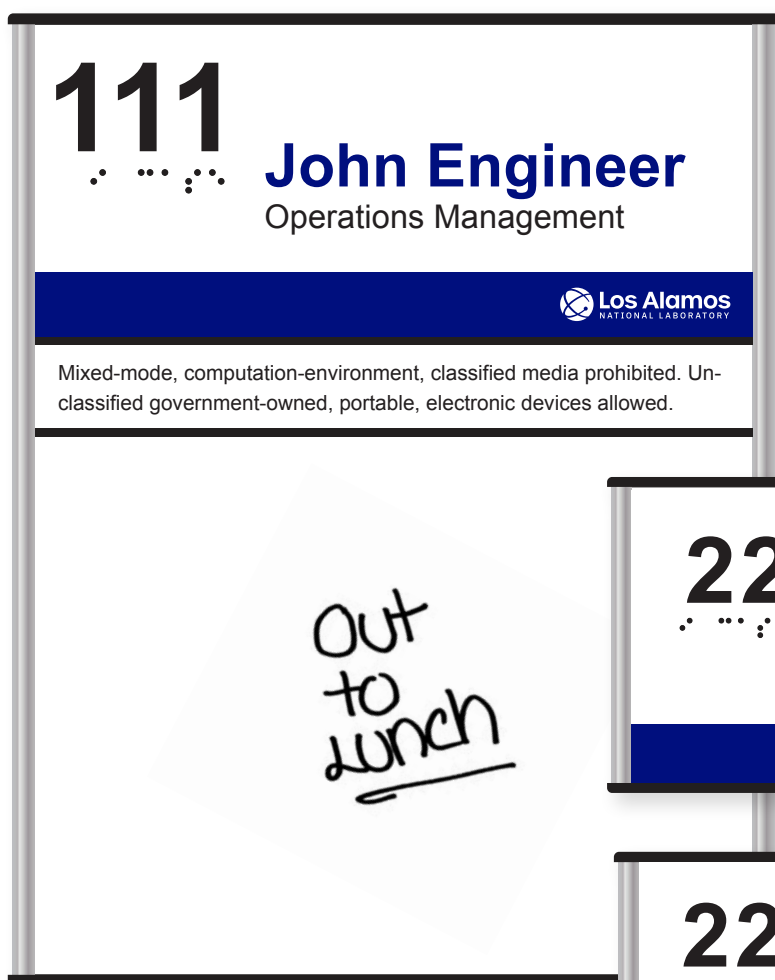 111
John Engineer
Operations Management
Los Alamos
NATIONAL LABORATORY
Mixed-mode, computation-environment, classified media prohibited. Un-
classified government-owned, portable, electronic devices allowed.
Out
to
Lunch
22
22